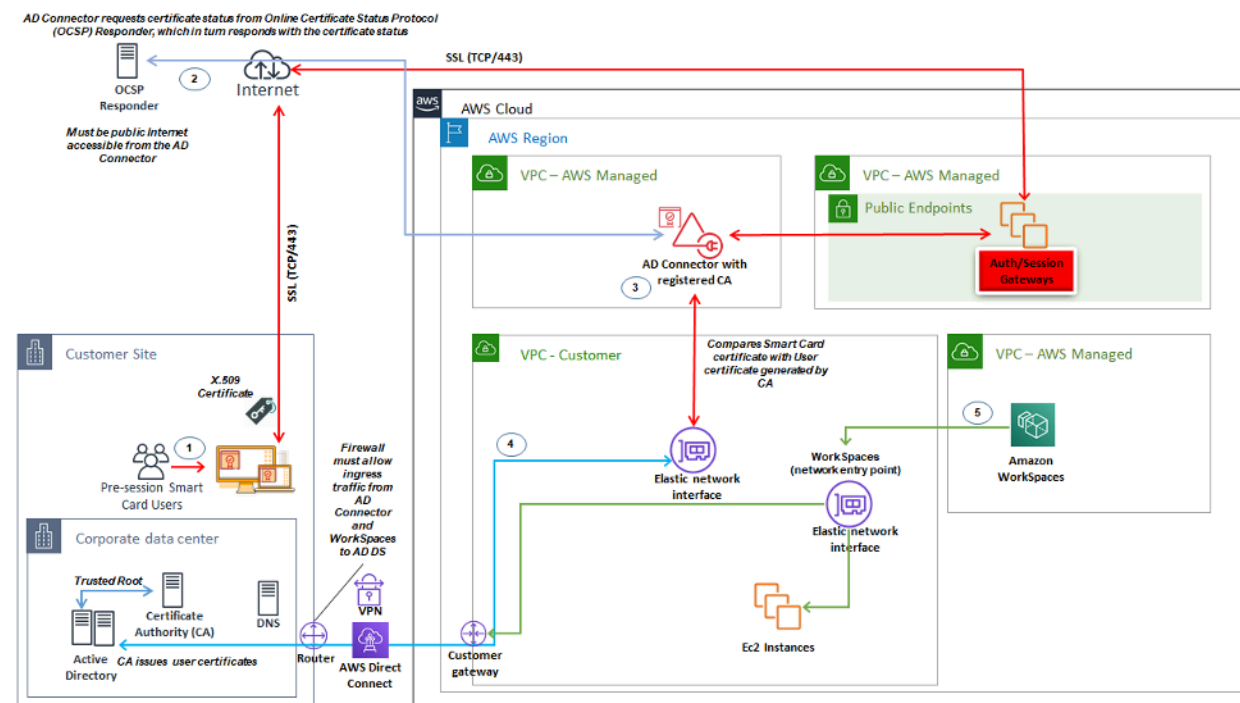 AD Connector requests certificate status from Online Certificate Status Protocol
(OCSP) Responder, which in turn responds with the certificate status
SSL (TCP/443)
2
OCSP
Responder
Internet
Must be public Internet
accessible from the AD
Connector
aws
AWS Cloud
AWS Region
VPC – AWS Managed
VPC – AWS Managed
Public Endpoints
AD Connector with
registered CA
3
Auth/Session
Gateways
SSL (TCP/443)
Customer Site
X.509
Certificate
1
Pre-session Smart
Card Users
Firewall
must allow
ingress
traffic from
AD
Connector
and
WorkSpaces
to AD DS
VPC - Customer
Compares Smart Card
certificate with User
certificate generated by
CA
VPC – AWS Managed
4
Elastic network
interface
WorkSpaces
(network entry point)
5
Amazon
WorkSpaces
Elastic network
interface
Corporate data center
Trusted Root
Certificate
Authority (CA)
DNS
VPN
Active
Directory
CA issues user certificates
Router
AWS Direct
Connect
Customer
gateway
Ec2 Instances